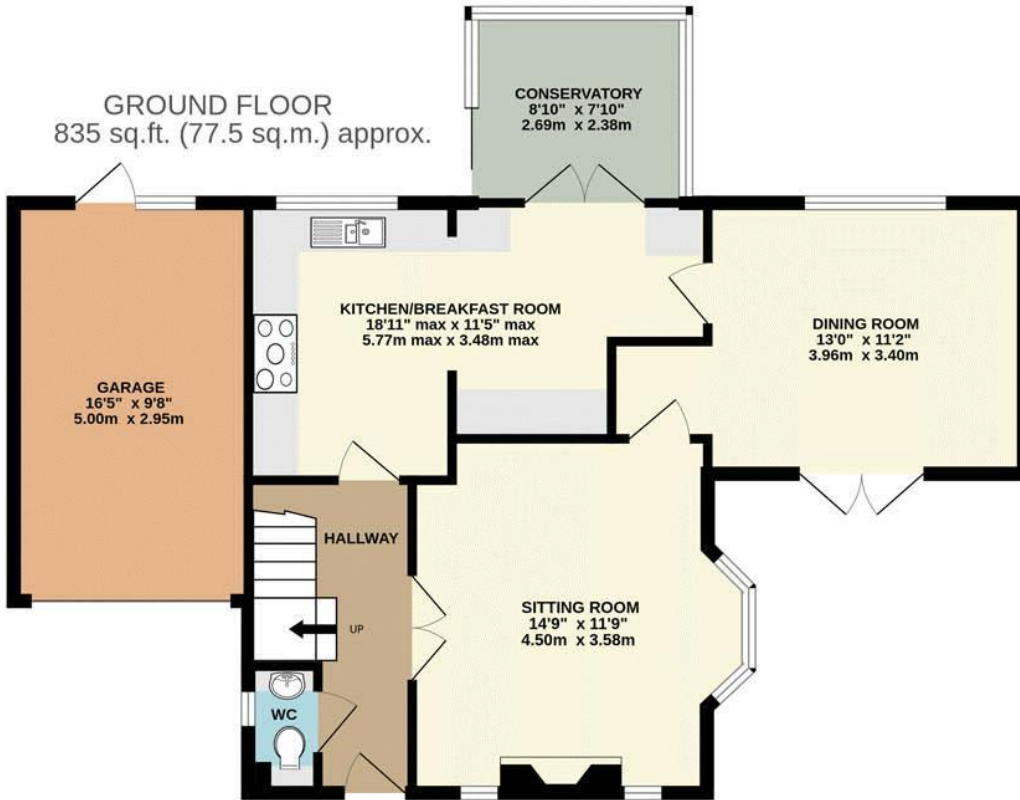 GROUND FLOOR
835 sq.ft. (77.5 sq.m.) approx.
CONSERVATORY
8'10" x 7'10"
2.69m x 2.38m
KITCHEN/BREAKFAST ROOM
18'11" max x 11'5" max
5.77m max x 3.48m max
DINING ROOM
13'0" x 11'2"
3.96m x 3.40m
GARAGE
16'5" x 9'8"
5.00m x 2.95m
HALLWAY
SITTING ROOM
14'9" x 11'9"
4.50m x 3.58m
UP
WC